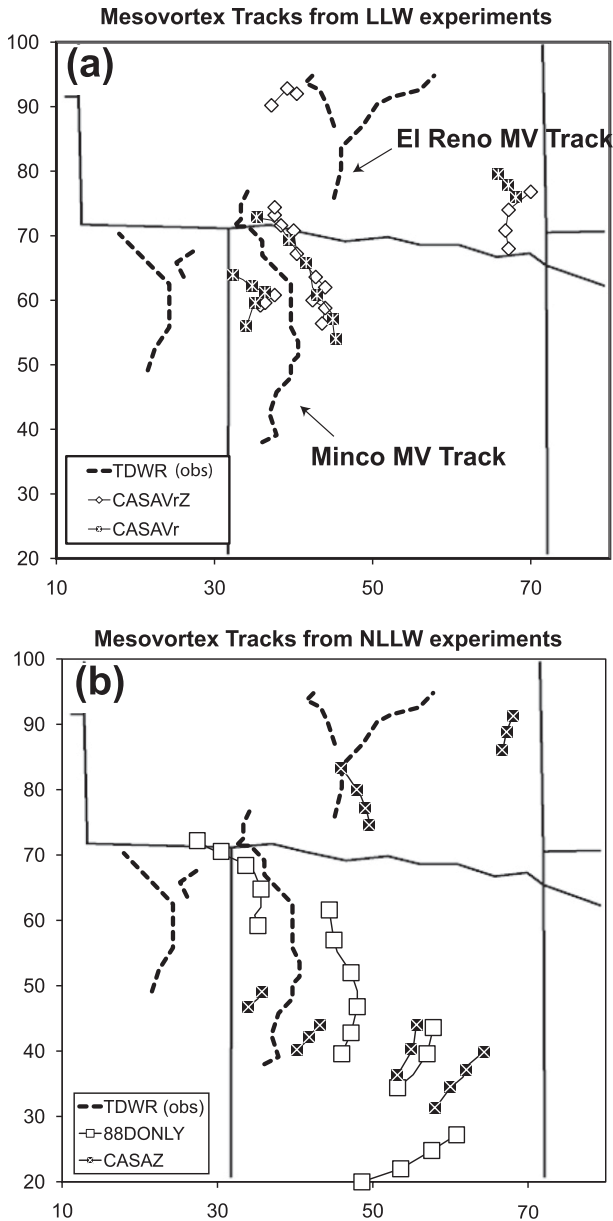 Mesovortex Tracks from LLW experiments
100
(a)
90
El Reno MV Track
80
70
60
50
Minco MV Track
40
TDWR (obs)
30
CASAVrZ
CASAVr
20
10 30 50 70
Mesovortex Tracks from NLLW experiments
100
(b)
90
80
70
60
50
40
TDWR (obs)
30
88DONLY
CASAZ
20
10 30 50 70